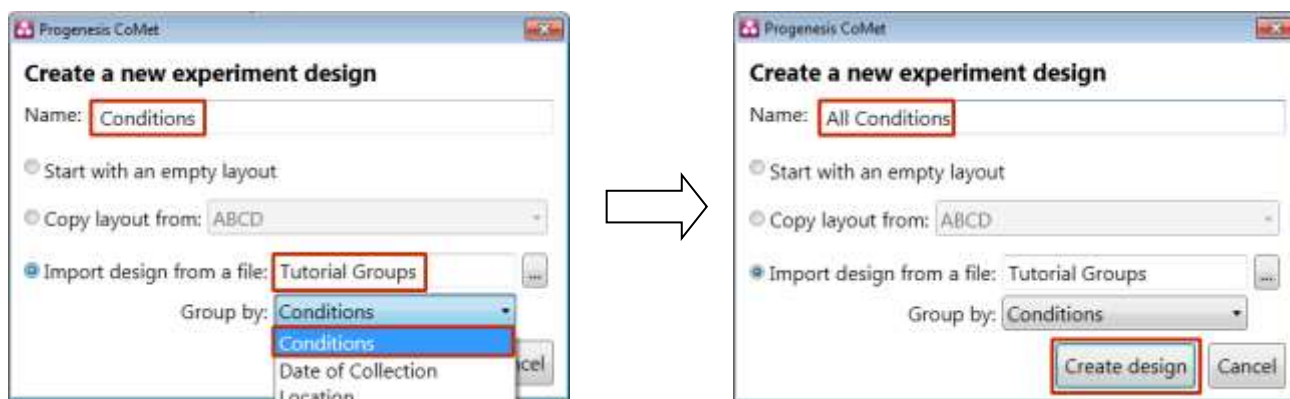 Progenesis CoMet
Create a new experiment design
Name: Conditions
Start with an empty layout
Copy layout from: ABCD
Import design from a file: Tutorial Groups ...
Group by: Conditions
Conditions
Date of Collection
Location
cel
Progenesis CoMet
Create a new experiment design
Name: All Conditions
Start with an empty layout
Copy layout from: ABCD
Import design from a file: Tutorial Groups ...
Group by: Conditions
Create design Cancel